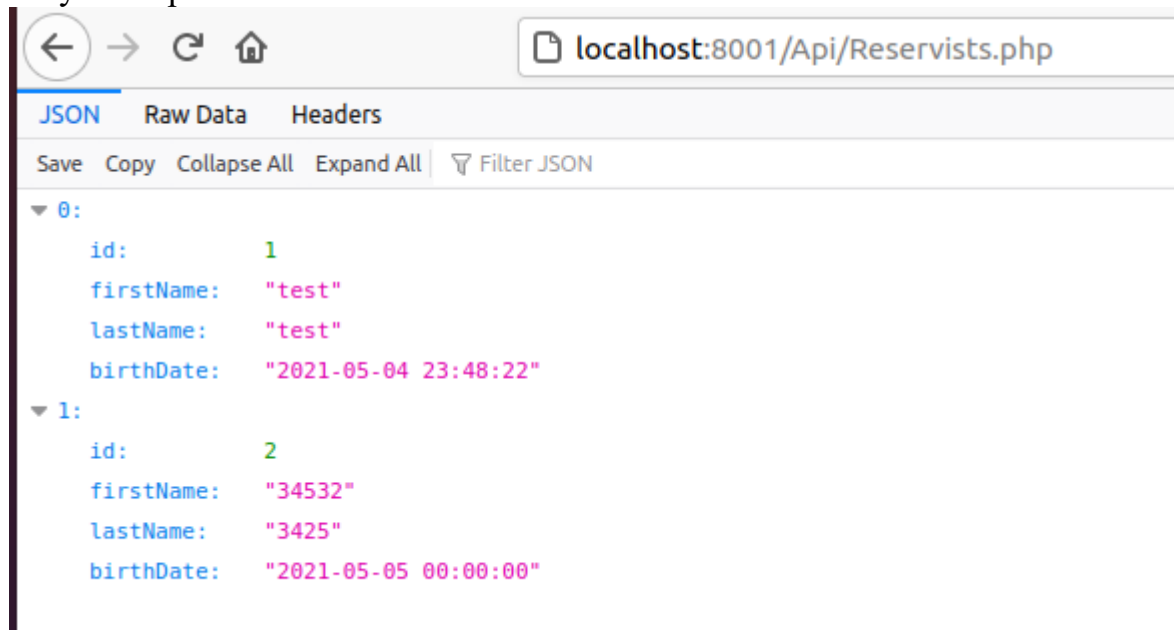 localhost:8001/Api/Reservists.php
JSON Raw Data Headers
Save Copy Collapse All Expand All Filter JSON
0:
id: 1
firstName: "test"
lastName: "test"
birthDate: "2021-05-04 23:48:22"
1:
id: 2
firstName: "34532"
lastName: "3425"
birthDate: "2021-05-05 00:00:00"